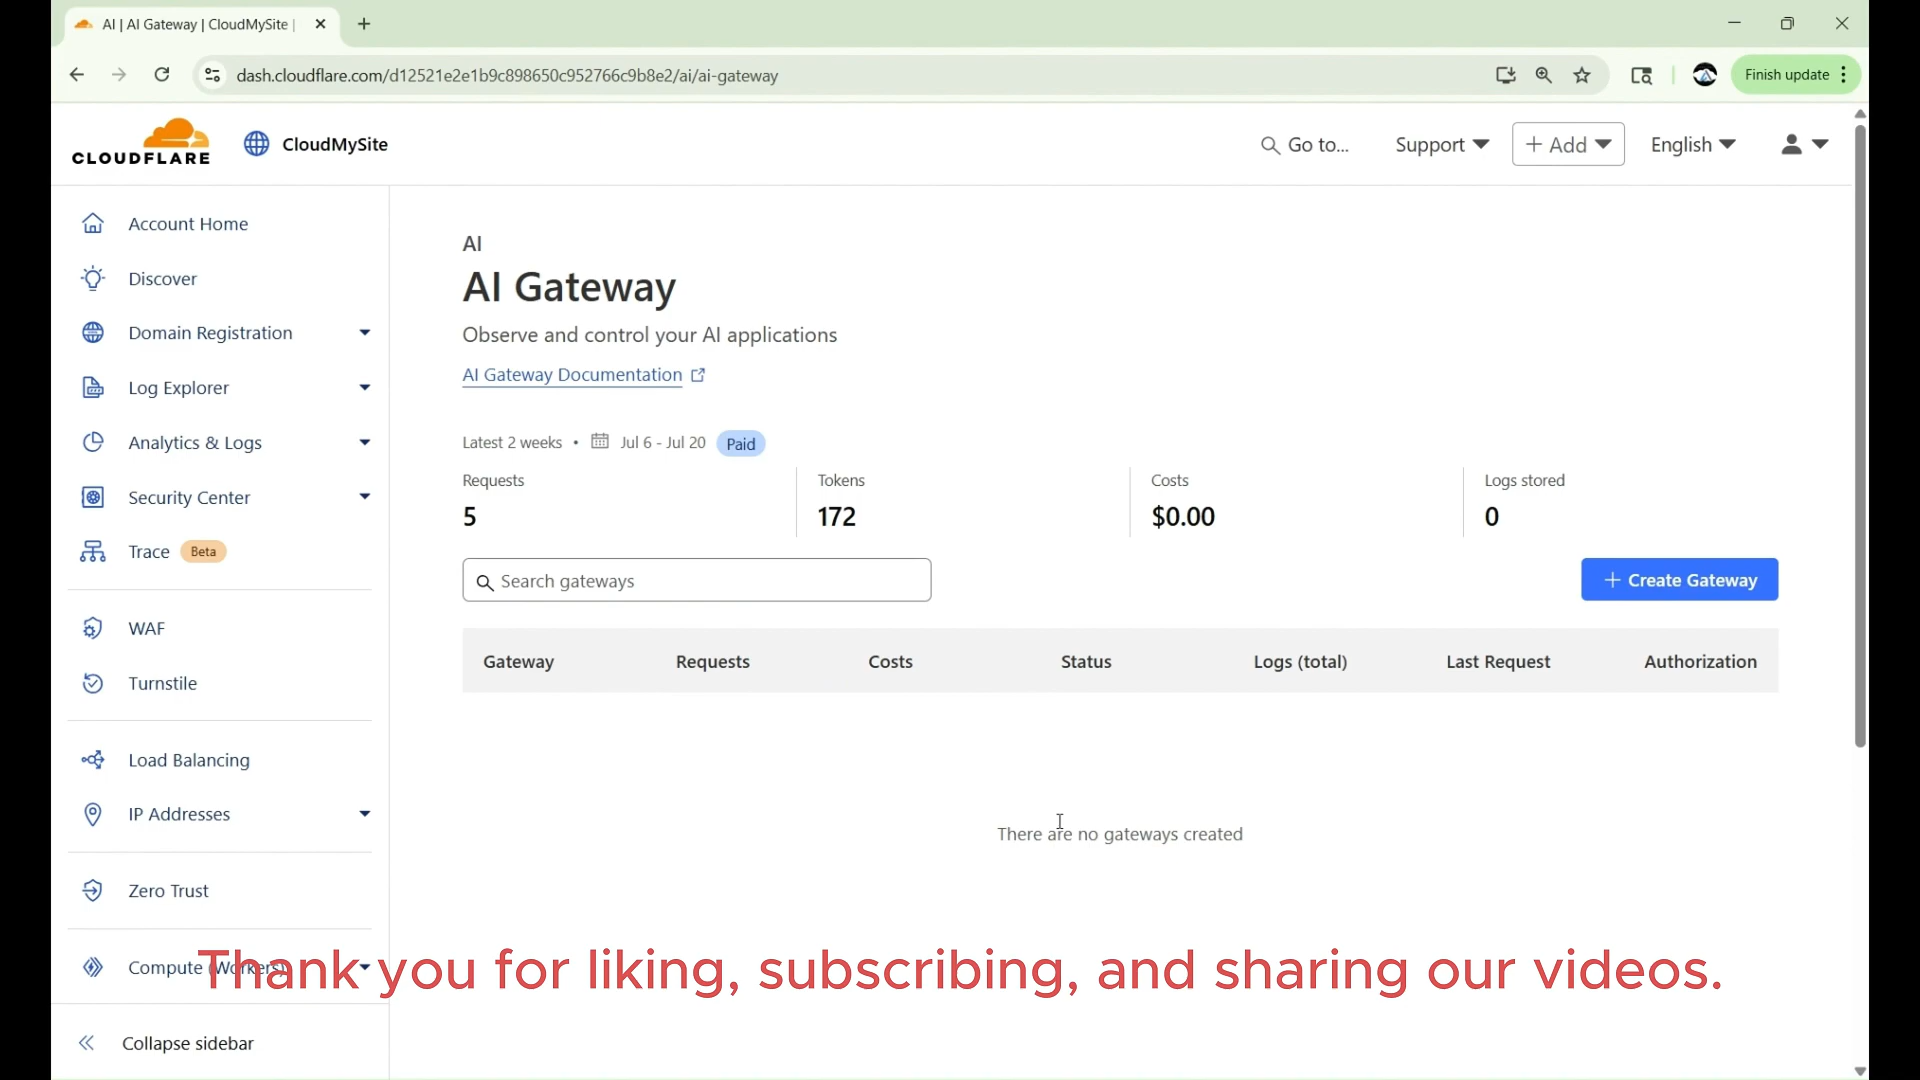 AI | AI Gateway | CloudMySite |
dash.cloudflare.com/d12521e2e1b9c898650c952766c9b8e2/ai/ai-gateway
Finish update
CLOUDFLARE
CloudMySite
Go to...
Support
+ Add
English
Account Home
Discover
Domain Registration
Log Explorer
Analytics & Logs
Security Center
Trace Beta
WAF
Turnstile
Load Balancing
IP Addresses
Zero Trust
Compute (Workers)
Collapse sidebar
AI
AI Gateway
Observe and control your AI applications
AI Gateway Documentation
Latest 2 weeks • Jul 6 - Jul 20 Paid
Requests
5
Tokens
172
Costs
$0.00
Logs stored
0
Search gateways
+ Create Gateway
Gateway Requests Costs Status Logs (total) Last Request Authorization
There are no gateways created
Thank you for liking, subscribing, and sharing our videos.